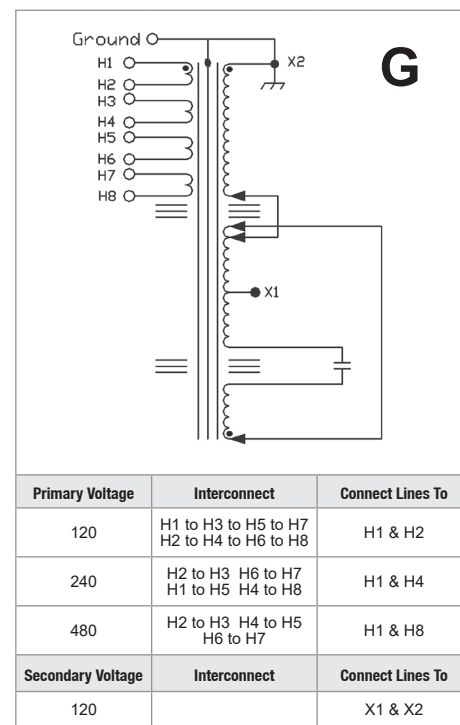 Ground
G
H1
X2
H2
H3
H4
H5
H6
H7
H8
X1
Primary Voltage Interconnect Connect Lines To
120 H1 to H3 to H5 to H7 H1 & H2
H2 to H4 to H6 to H8
240 H2 to H3 H6 to H7 H1 & H4
H1 to H5 H4 to H8
480 H2 to H3 H4 to H5 H1 & H8
H6 to H7
Secondary Voltage Interconnect Connect Lines To
120 X1 & X2